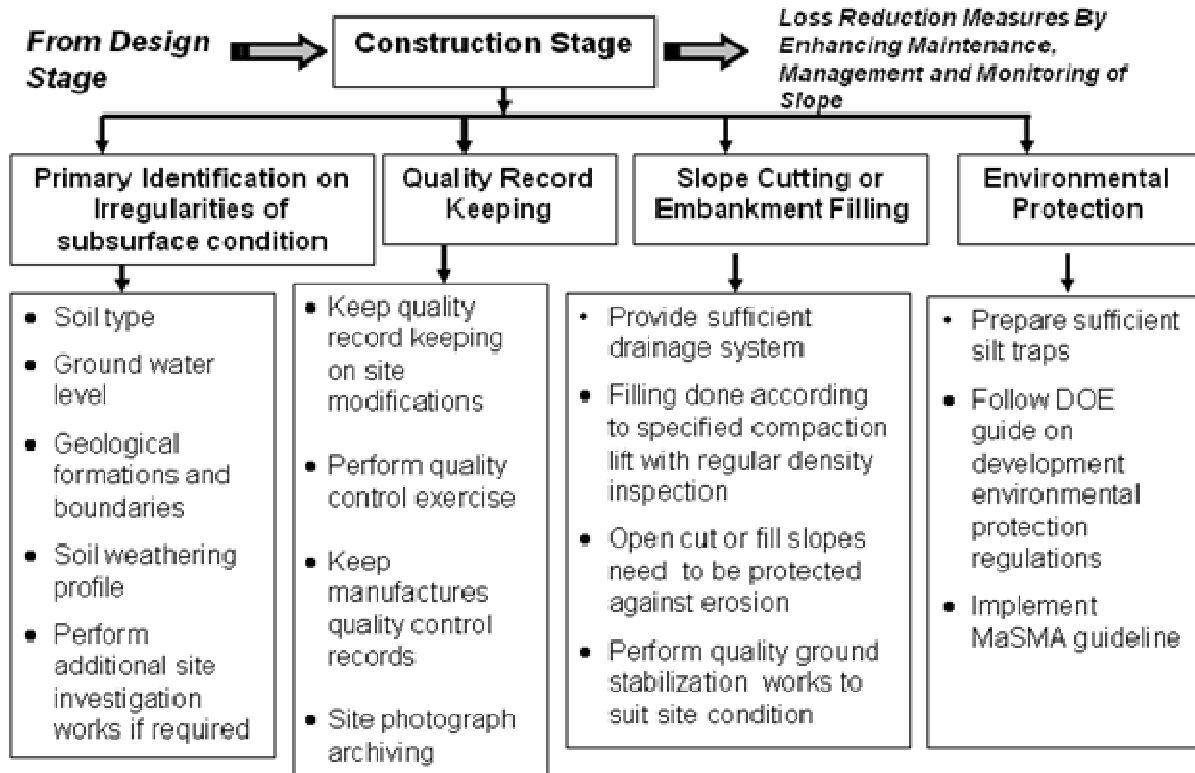 From Design
Stage
Construction Stage
Loss Reduction Measures By
Enhancing Maintenance,
Management and Monitoring of
Slope
Primary Identification on
Irregularities of
subsurface condition
Quality Record
Keeping
Slope Cutting or
Embankment Filling
Environmental
Protection
● Soil type
● Ground water
level
● Geological
formations and
boundaries
● Soil weathering
profile
● Perform
additional site
investigation
works if required
● Keep quality
record keeping
on site
modifications
● Perform quality
control exercise
● Keep
manufactures
quality control
records
● Site photograph
archiving
• Provide sufficient
drainage system
● Filling done according
to specified compaction
lift with regular density
inspection
● Open cut or fill slopes
need to be protected
against erosion
● Perform quality ground
stabilization works to
suit site condition
• Prepare sufficient
silt traps
● Follow DOE
guide on
development
environmental
protection
regulations
● Implement
MaSMA guideline